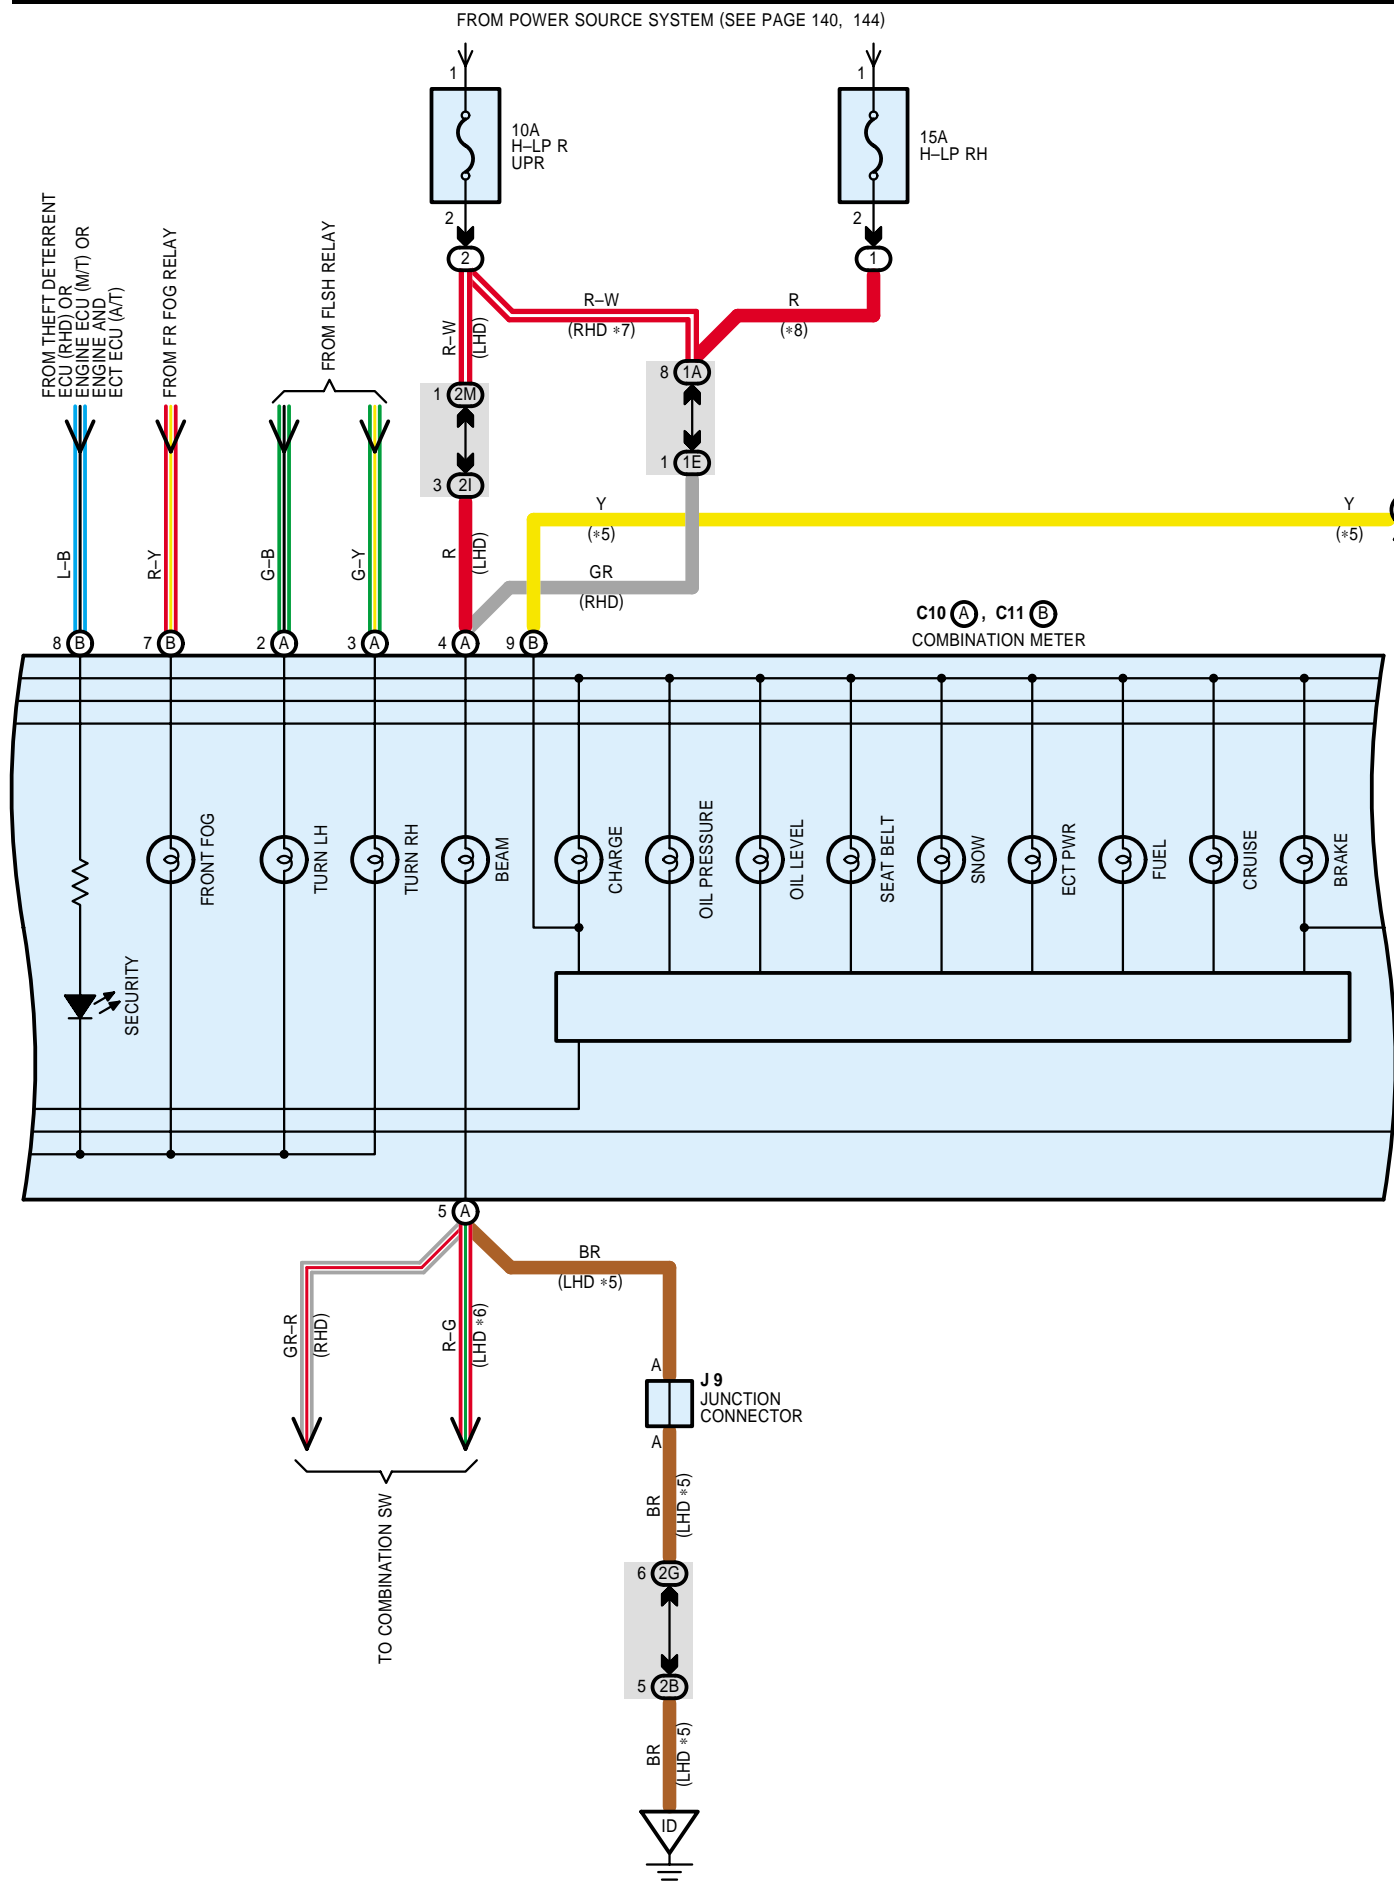 FROM POWER SOURCE SYSTEM (SEE PAGE 140, 144)
1
1
10A
H–LP R
UPR
15A
H–LP RH
2
2
2
1
FROM THEFT DETERRENT
ECU (RHD) OR
ENGINE ECU (M/T) OR
ENGINE AND
ECT ECU (A/T)
FROM FR FOG RELAY
FROM FLSH RELAY
R–W
(LHD)
R–W
(RHD *7)
R
(*8)
8 1A
1 2M
1 1E
3 2I
L–B
R–Y
G–B
G–Y
R
(LHD)
Y
(*5)
Y
(*5)
GR
(RHD)
C10 A , C11 B
COMBINATION METER
8 B
7 B
2 A
3 A
4 A
9 B
SECURITY
FRONT FOG
TURN LH
TURN RH
BEAM
CHARGE
OIL PRESSURE
OIL LEVEL
SEAT BELT
SNOW
ECT PWR
FUEL
CRUISE
BRAKE
5 A
GR–R
(RHD)
R–G
(LHD *6)
BR
(LHD *5)
A
J 9
JUNCTION
CONNECTOR
A
TO COMBINATION SW
BR
(LHD *5)
6 2G
5 2B
BR
(LHD *5)
ID